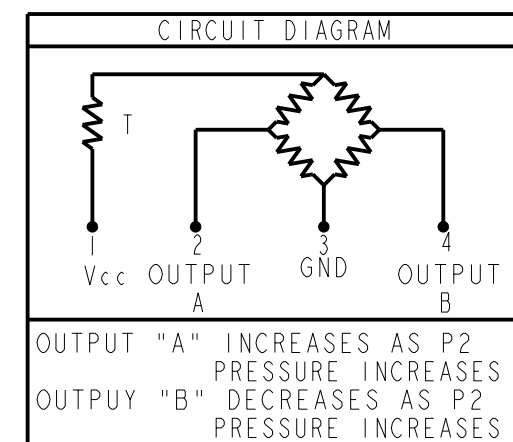 CIRCUIT DIAGRAM
T
1 2 3 4
Vcc OUTPUT A GND OUTPUT B
OUTPUT "A" INCREASES AS P2
PRESSURE INCREASES
OUTPUY "B" DECREASES AS P2
PRESSURE INCREASES